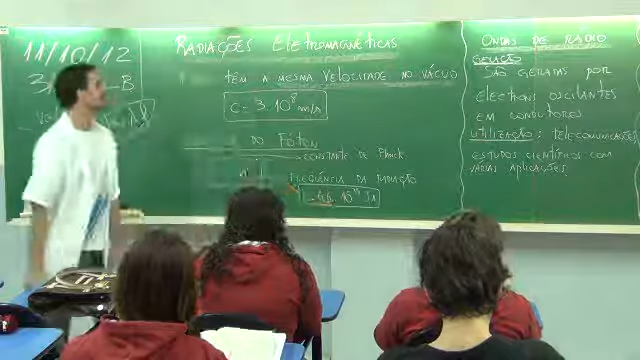 11/10/12
3
B
RADIAÇÕES ELETROMAGNÉTICAS
TÊM A MESMA VELOCIDADE NO VÁCUO
C = 3.10⁸ m/s
DO FÓTON
CONSTANTE DE PLANCK
FREQUÊNCIA DA RADIAÇÃO
ONDAS DE RÁDIO
GERAÇÃO
SÃO GERADAS POR
ELECTRONS OSCILANTES
EM CONDUTORES
UTILIZAÇÃO: TELECOMUNICAÇÕES,
ESTUDOS CIENTÍFICOS COM
VÁRIAS APLICAÇÕES.